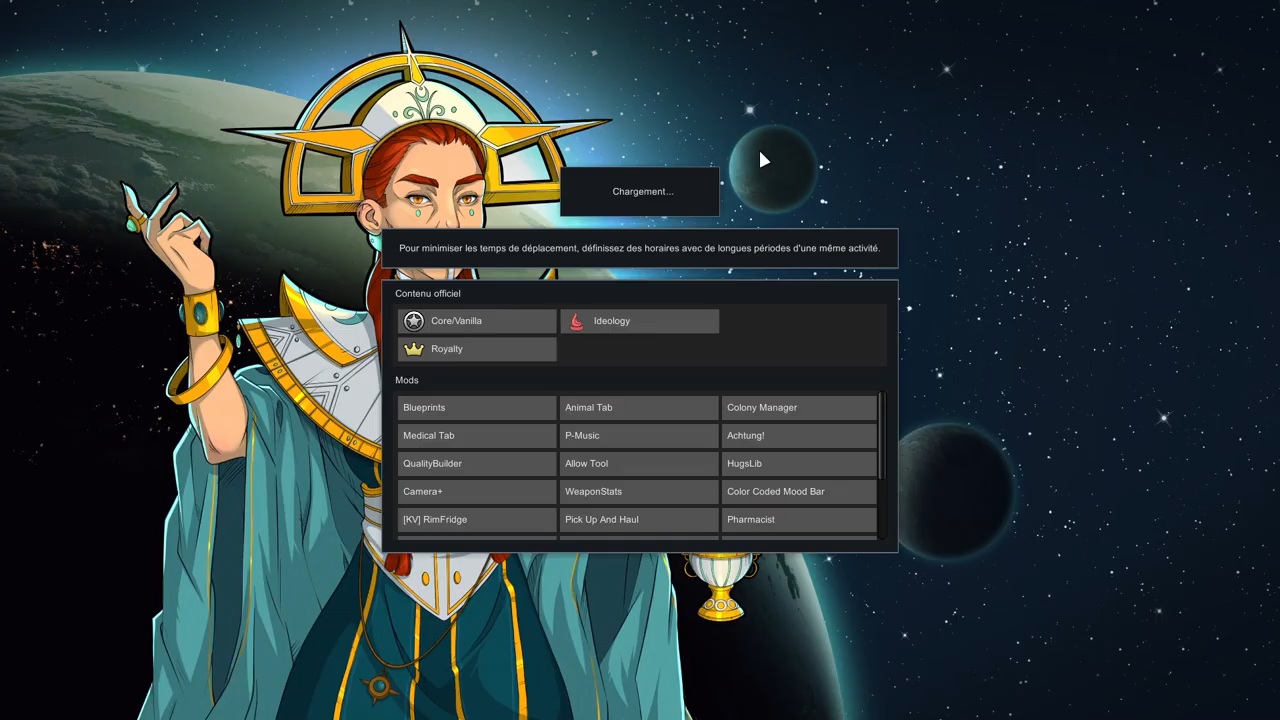 Chargement...
Pour minimiser les temps de déplacement, définissez des horaires avec de longues périodes d'une même activité.
Contenu officiel
Core/Vanilla Ideology
Royalty
Mods
Blueprints Animal Tab Colony Manager
Medical Tab P-Music Achtung!
QualityBuilder Allow Tool HugsLib
Camera+ WeaponStats Color Coded Mood Bar
[KV] RimFridge Pick Up And Haul Pharmacist